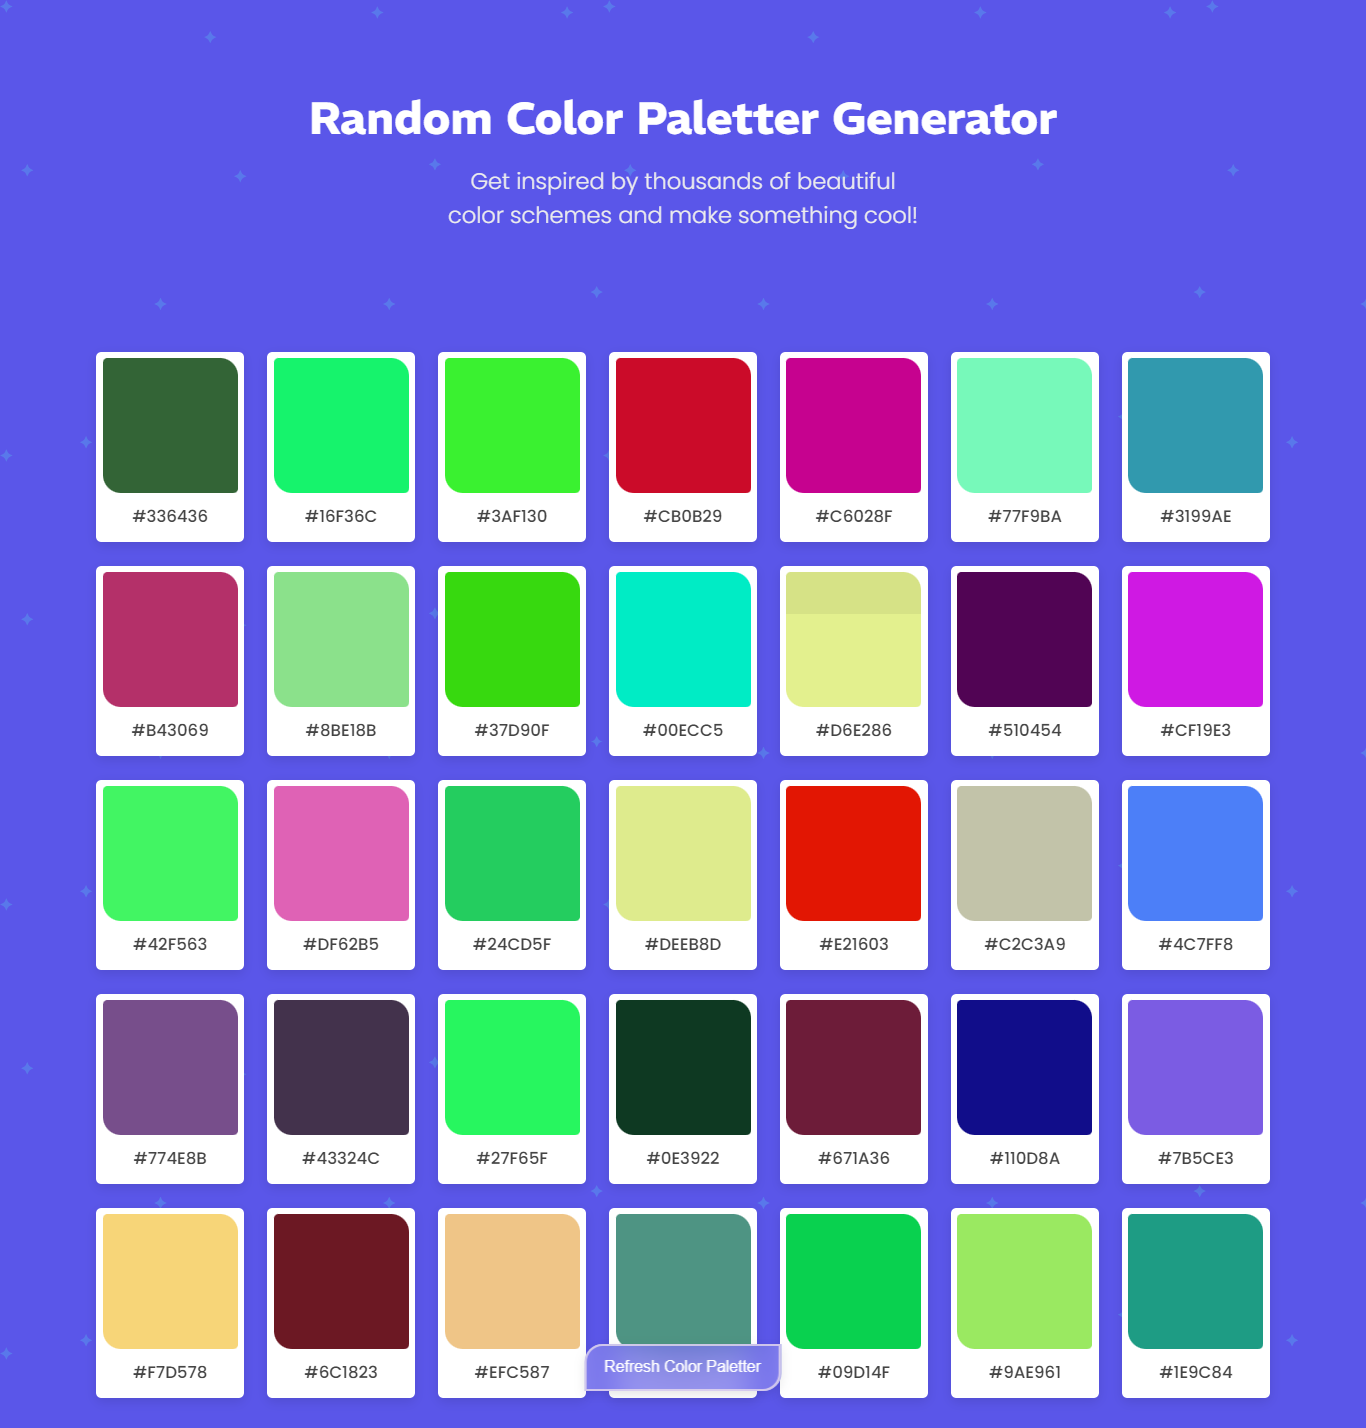 Random Color Paletter Generator
Get inspired by thousands of beautiful
color schemes and make something cool!
#336436 #16F36C #3AF130 #CB0B29 #C6028F #77F9BA #3199AE
#B43069 #8BE18B #37D90F #00ECC5 #D6E286 #510454 #CF19E3
#42F563 #DF62B5 #24CD5F #DEEB8D #E21603 #C2C3A9 #4C7FF8
#774E8B #43324C #27F65F #0E3922 #671A36 #110D8A #7B5CE3
#F7D578 #6C1823 #EFC587 #09D14F #9AE961 #1E9C84
Refresh Color Paletter